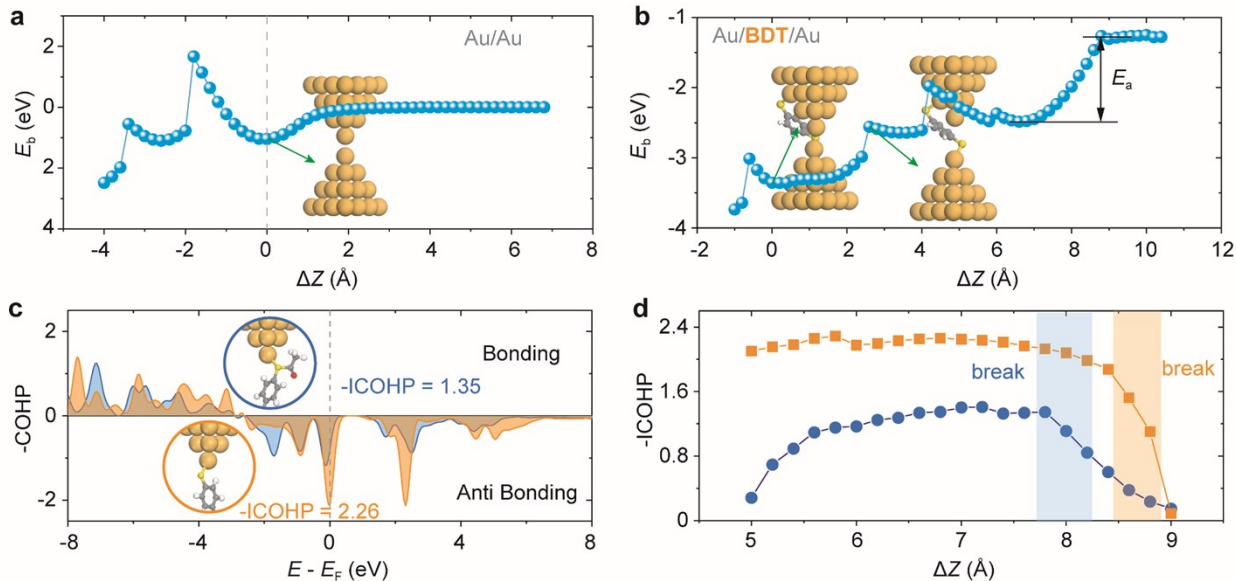 a
Au/Au
2
1
0
1
2
4
E_b (eV)
-4 -2 0 2 4 6 8
ΔZ (Å)
b
Au/BDT/Au
E_a
-1
-2
-3
-4
E_b (eV)
0 2 4 6 8 10 12
ΔZ (Å)
c
Bonding
-ICOHP = 1.35
-ICOHP = 2.26
Anti Bonding
2
0
-2
-COHP
-8 -4 -2 0 4 8
E - E_F (eV)
d
break
break
2.4
1.6
0.8
0
-ICOHP
5 6 7 8 9
ΔZ (Å)